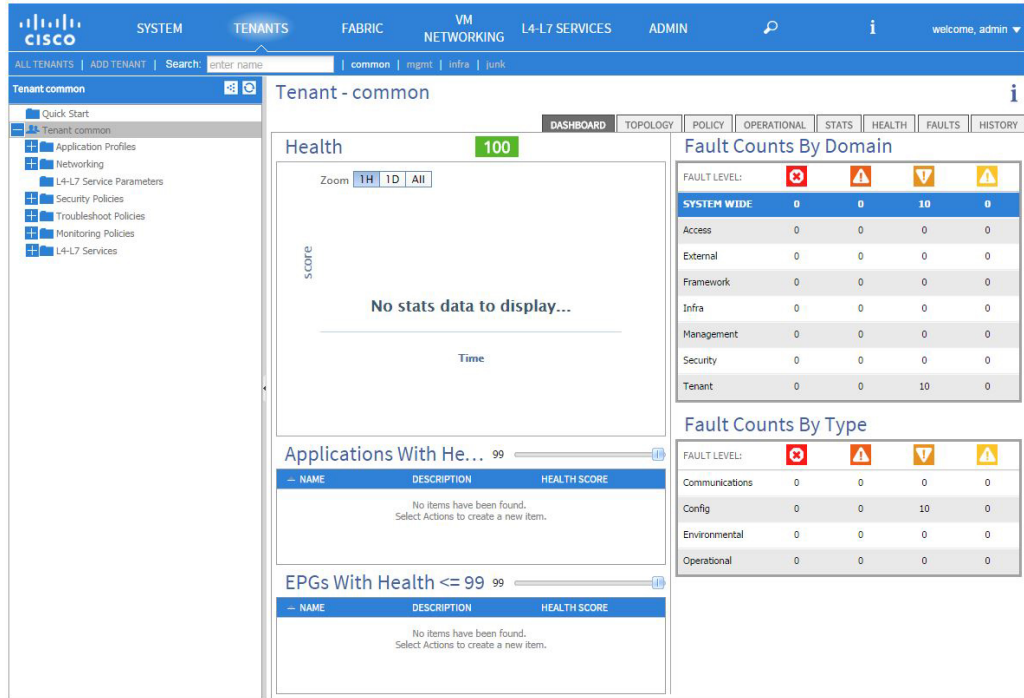 CISCO SYSTEM TENANTS FABRIC VM NETWORKING L4-L7 SERVICES ADMIN i welcome, admin
ALL TENANTS | ADD TENANT | Search: enter name | common | mgmt | infra | junk
Tenant common
Quick Start
Tenant common
Application Profiles
Networking
L4-L7 Service Parameters
Security Policies
Troubleshoot Policies
Monitoring Policies
L4-L7 Services
Tenant - common i
DASHBOARD TOPOLOGY POLICY OPERATIONAL STATS HEALTH FAULTS HISTORY
Health 100
Zoom 1H 1D All
score
No stats data to display...
Time
Applications With He... 99
NAME DESCRIPTION HEALTH SCORE
No items have been found.
Select Actions to create a new item.
EPGs With Health <= 99 99
NAME DESCRIPTION HEALTH SCORE
No items have been found.
Select Actions to create a new item.
Fault Counts By Domain
FAULT LEVEL:
SYSTEM WIDE 0 0 10 0
Access 0 0 0 0
External 0 0 0 0
Framework 0 0 0 0
Infra 0 0 0 0
Management 0 0 0 0
Security 0 0 0 0
Tenant 0 0 10 0
Fault Counts By Type
FAULT LEVEL:
Communications 0 0 0 0
Config 0 0 10 0
Environmental 0 0 0 0
Operational 0 0 0 0